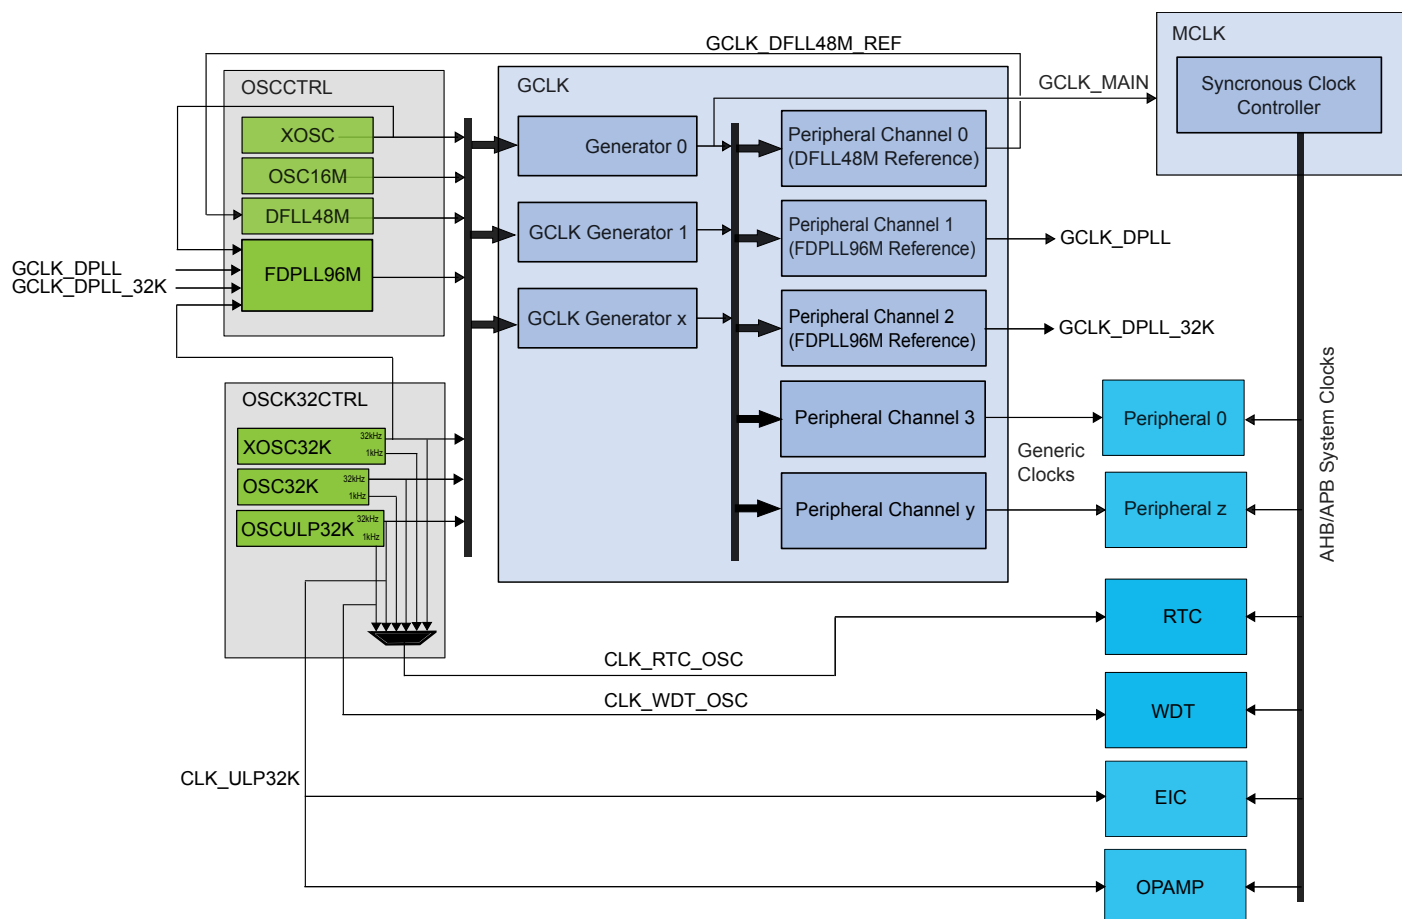 GCLK_DFLL48M_REF
MCLK
Syncronous Clock
Controller
GCLK_MAIN
OSCCTRL
XOSC
OSC16M
DFLL48M
FDPLL96M
GCLK_DPLL
GCLK_DPLL_32K
GCLK
Generator 0
GCLK Generator 1
GCLK Generator x
Peripheral Channel 0
(DFLL48M Reference)
Peripheral Channel 1
(FDPLL96M Reference)
Peripheral Channel 2
(FDPLL96M Reference)
Peripheral Channel 3
Peripheral Channel y
GCLK_DPLL
GCLK_DPLL_32K
Generic
Clocks
OSCK32CTRL
XOSC32K
32kHz
1kHz
OSC32K
32kHz
1kHz
OSCULP32K
32kHz
1kHz
Peripheral 0
Peripheral z
AHB/APB System Clocks
RTC
WDT
EIC
OPAMP
CLK_RTC_OSC
CLK_WDT_OSC
CLK_ULP32K